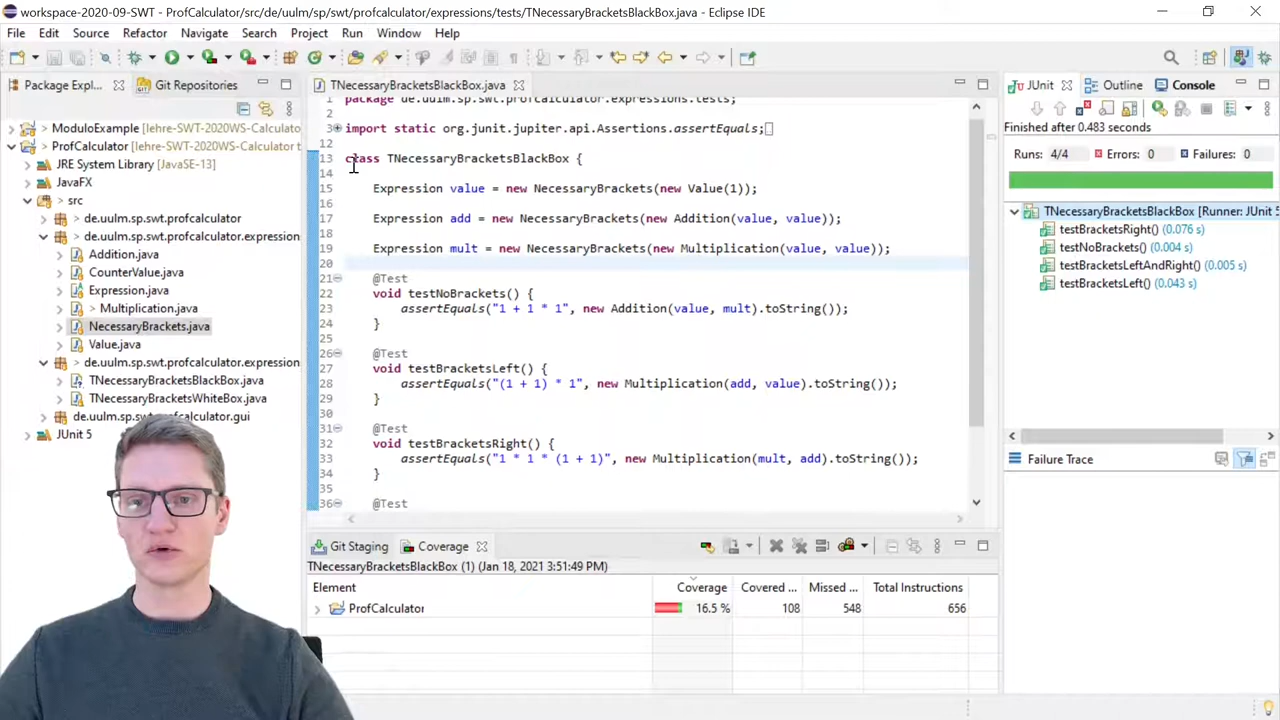 workspace-2020-09-SWT - ProfCalculator/src/de/uulm/sp/swt/profcalculator/expressions/tests/TNecessaryBracketsBlackBox.java - Eclipse IDE
File Edit Source Refactor Navigate Search Project Run Window Help
Package Expl... Git Repositories
ModuloExample [lehre-SWT-2020WS-Calculato
ProfCalculator [lehre-SWT-2020WS-Calculator t
JRE System Library [JavaSE-13]
JavaFX
src
de.uulm.sp.swt.profcalculator
de.uulm.sp.swt.profcalculator.expression
Addition.java
CounterValue.java
Expression.java
> Multiplication.java
NecessaryBrackets.java
Value.java
de.uulm.sp.swt.profcalculator.expression
TNecessaryBracketsBlackBox.java
TNecessaryBracketsWhiteBox.java
de.uulm.sp.swt.profcalculator.gui
JUnit 5
TNecessaryBracketsBlackBox.java
1 package de.uulm.sp.swt.profcalculator.expressions.tests;
2
3 import static org.junit.jupiter.api.Assertions.assertEquals;
12
13 class TNecessaryBracketsBlackBox {
14
15 Expression value = new NecessaryBrackets(new Value(1));
16
17 Expression add = new NecessaryBrackets(new Addition(value, value));
18
19 Expression mult = new NecessaryBrackets(new Multiplication(value, value));
20
21 @Test
22 void testNoBrackets() {
23 assertEquals("1 + 1 * 1", new Addition(value, mult).toString());
24 }
25
26 @Test
27 void testBracketsLeft() {
28 assertEquals("(1 + 1) * 1", new Multiplication(add, value).toString());
29 }
30
31 @Test
32 void testBracketsRight() {
33 assertEquals("1 * 1 * (1 + 1)", new Multiplication(mult, add).toString());
34 }
35
36 @Test
JUnit Outline Console
Finished after 0.483 seconds
Runs: 4/4 Errors: 0 Failures: 0
TNecessaryBracketsBlackBox [Runner: JUnit 5
testBracketsRight() (0.076 s)
testNoBrackets() (0.004 s)
testBracketsLeftAndRight() (0.005 s)
testBracketsLeft() (0.043 s)
Failure Trace
Git Staging Coverage
TNecessaryBracketsBlackBox (1) (Jan 18, 2021 3:51:49 PM)
Element Coverage Covered ... Missed ... Total Instructions
ProfCalculator 16.5 % 108 548 656